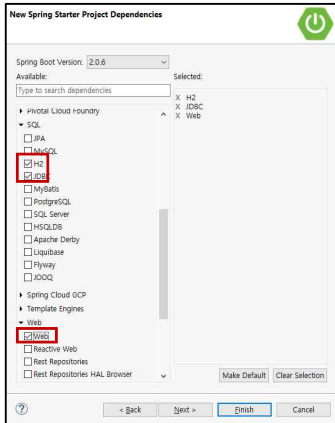 New Spring Starter Project Dependencies
Spring Boot Version: 2.0.6
Available:
Selected:
Type to search dependencies
X H2
X JDBC
X Web
Pivotal Cloud Foundry
SQL
JPA
MySQL
H2
JDBC
MyBatis
PostgreSQL
SQL Server
HSQLDB
Apache Derby
Liquibase
Flyway
JOOQ
Spring Cloud GCP
Template Engines
Web
Web
Reactive Web
Rest Repositories
Rest Repositories HAL Browser
Make Default Clear Selection
? < Back Next > Finish Cancel